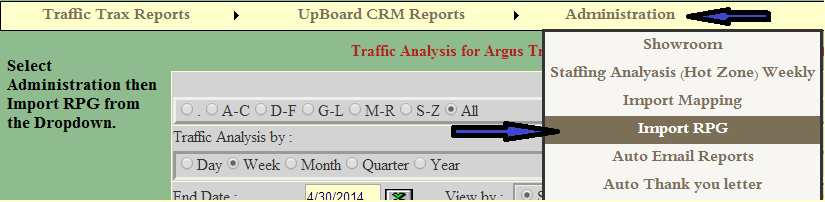 Traffic Trax Reports UpBoard CRM Reports Administration
Traffic Analysis for Argus Tr
Select
Administration then
Import RPG from
the Dropdown.
. A-C D-F G-L M-R S-Z All
Traffic Analysis by :
Day Week Month Quarter Year
End Date : 4/30/2014 View by : S
Showroom
Staffing Analysis (Hot Zone) Weekly
Import Mapping
Import RPG
Auto Email Reports
Auto Thank you letter